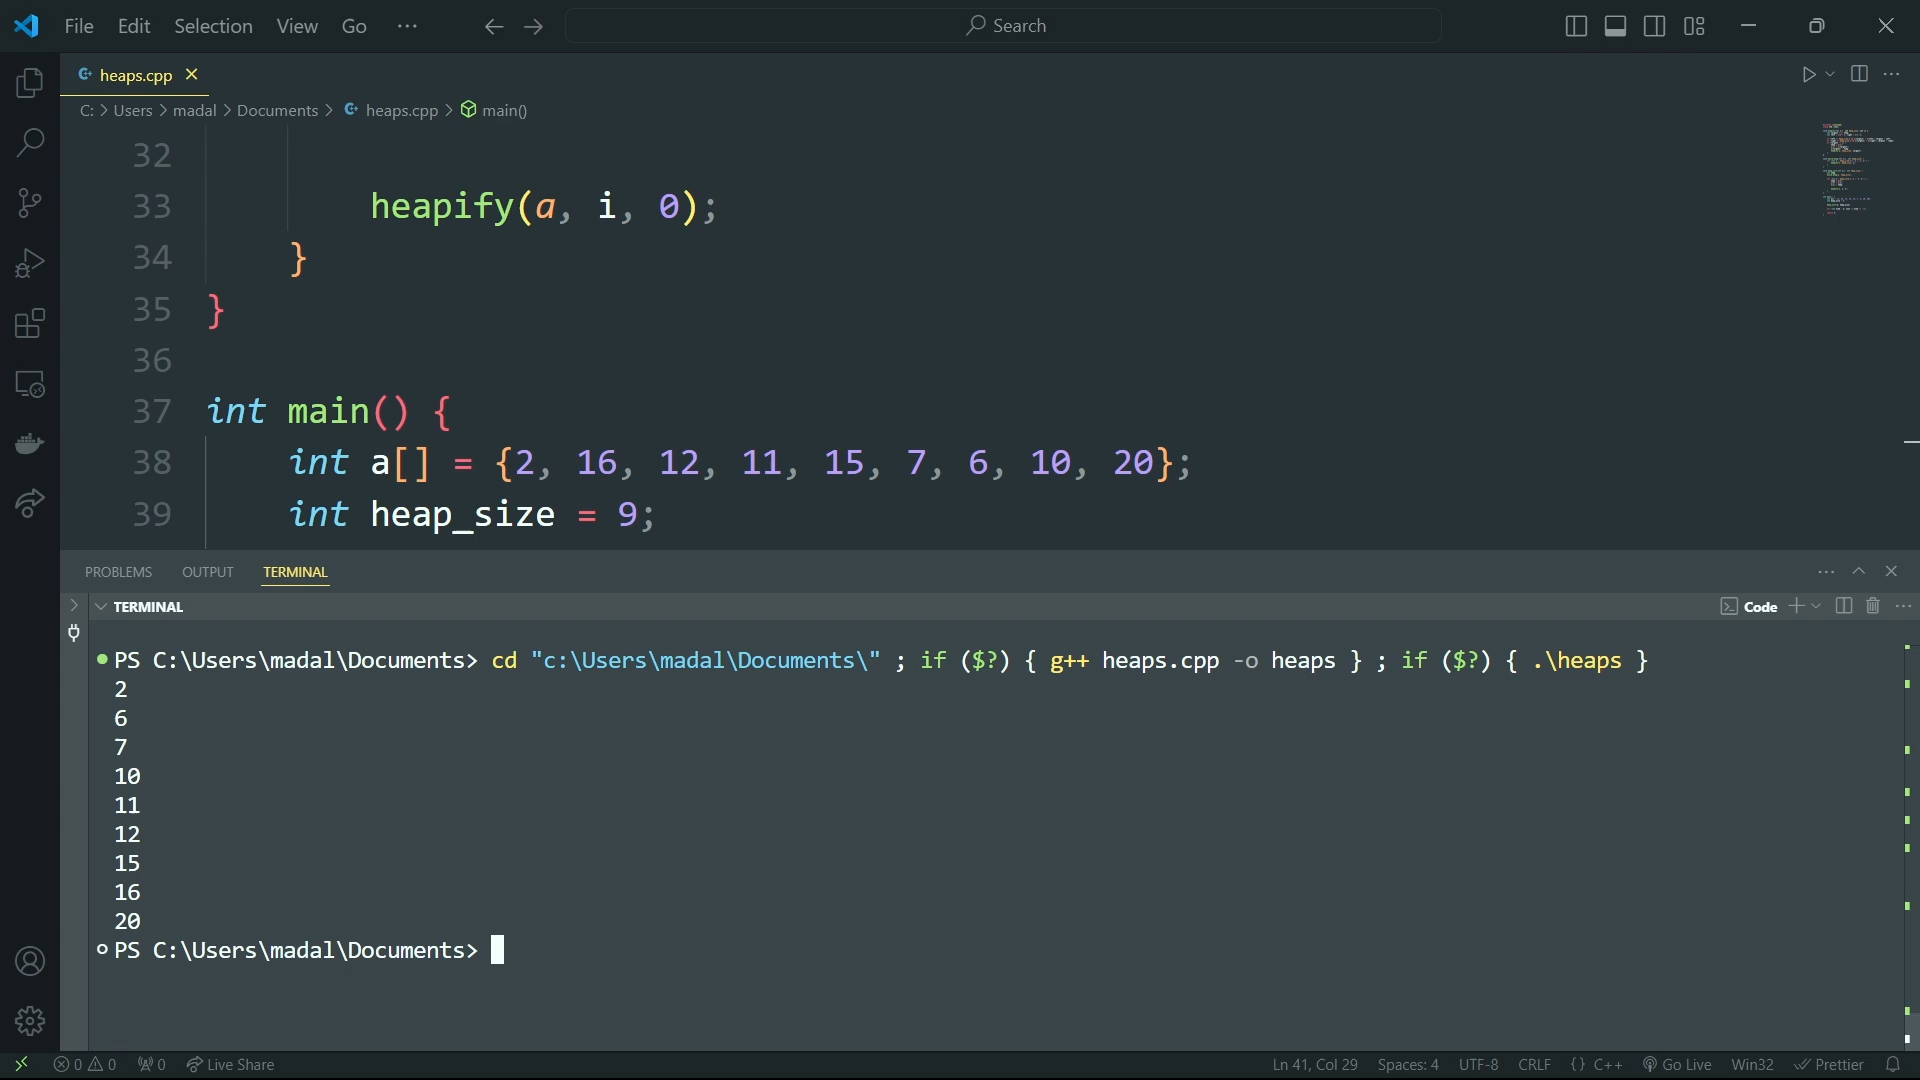 File Edit Selection View Go ··· Search
heaps.cpp
C: > Users > madal > Documents > heaps.cpp > main()
32
33 heapify(a, i, 0);
34 }
35 }
36
37 int main() {
38 int a[] = {2, 16, 12, 11, 15, 7, 6, 10, 20};
39 int heap_size = 9;
PROBLEMS OUTPUT TERMINAL
TERMINAL Code
PS C:\Users\madal\Documents> cd "c:\Users\madal\Documents\" ; if ($?) { g++ heaps.cpp -o heaps } ; if ($?) { .\heaps }
2
6
7
10
11
12
15
16
20
PS C:\Users\madal\Documents>
0 0 0 Live Share Ln 41, Col 29 Spaces: 4 UTF-8 CRLF {} C++ Go Live Win32 Prettier